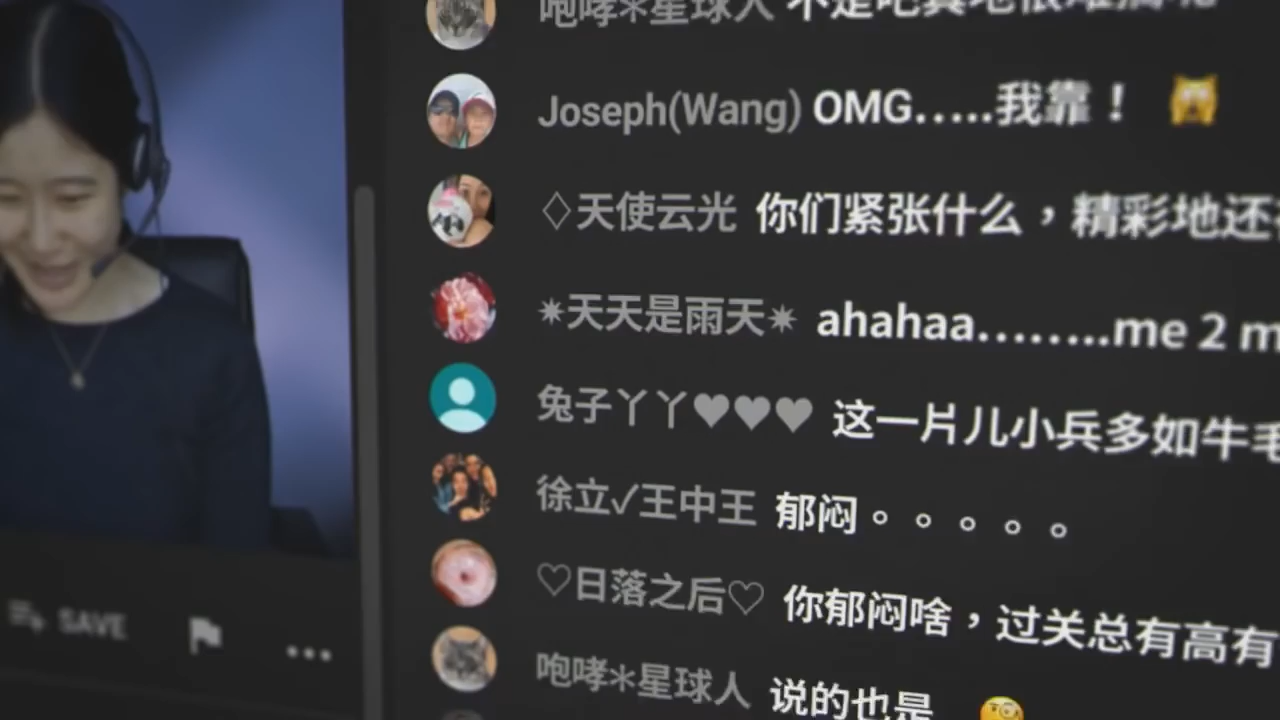 咆哮＊星球人 不是吧真地很难搞呢
Joseph(Wang) OMG......我靠！
♢天使云光 你们紧张什么，精彩地还
✷天天是雨天✷ ahahaa.........me 2 m
兔子丫丫♥♥♥ 这一片儿小兵多如牛毛
徐立✓王中王 郁闷。。。。。
♡日落之后♡ 你郁闷啥，过关总有高有
咆哮＊星球人 说的也是
SAVE